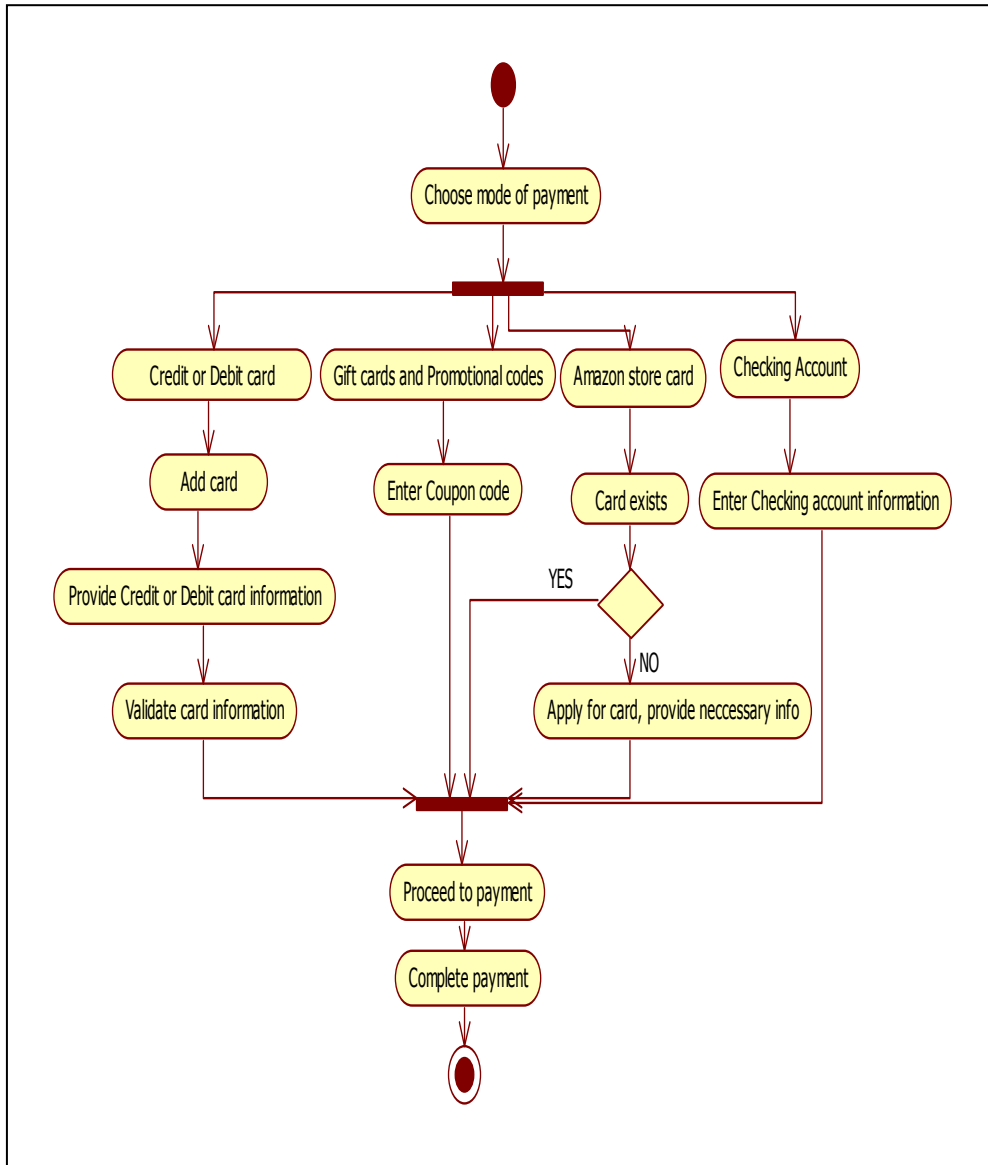 Choose mode of payment
Credit or Debit card
Gift cards and Promotional codes
Amazon store card
Checking Account
Add card
Enter Coupon code
Card exists
Enter Checking account information
YES
Provide Credit or Debit card information
NO
Validate card information
Apply for card, provide neccessary info
Proceed to payment
Complete payment